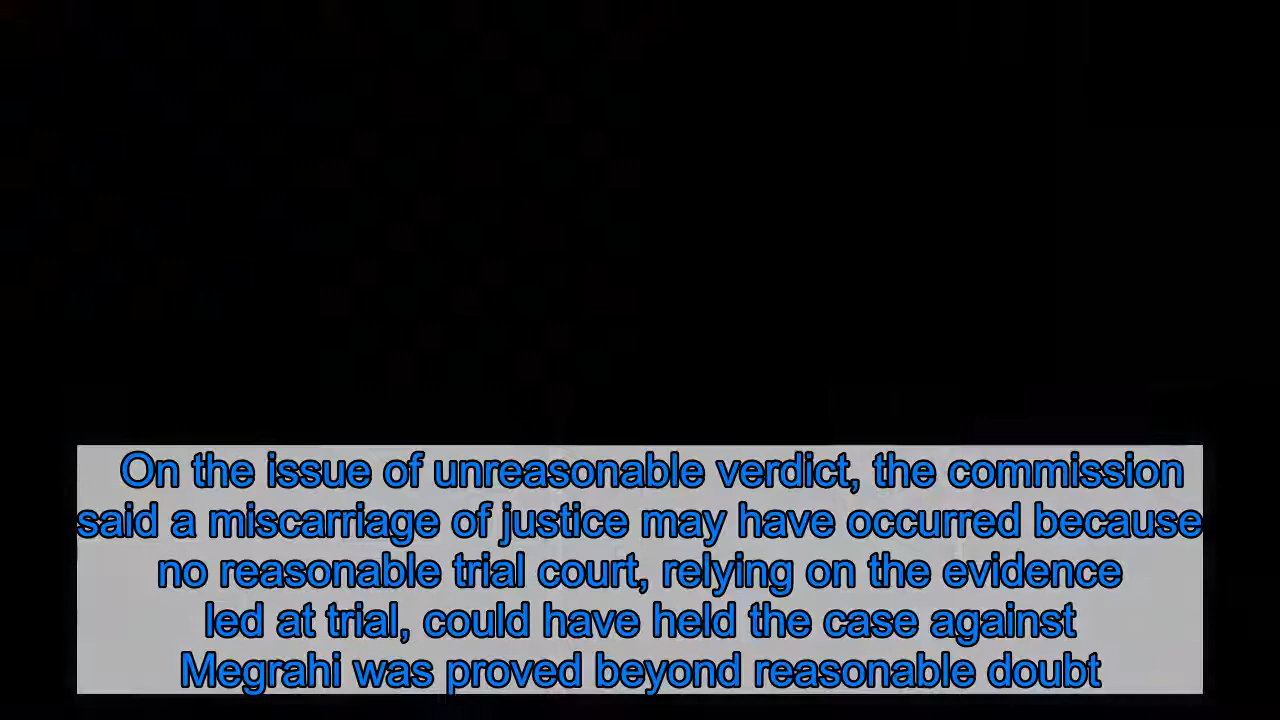 On the issue of unreasonable verdict, the commission
said a miscarriage of justice may have occurred because
no reasonable trial court, relying on the evidence
led at trial, could have held the case against
Megrahi was proved beyond reasonable doubt